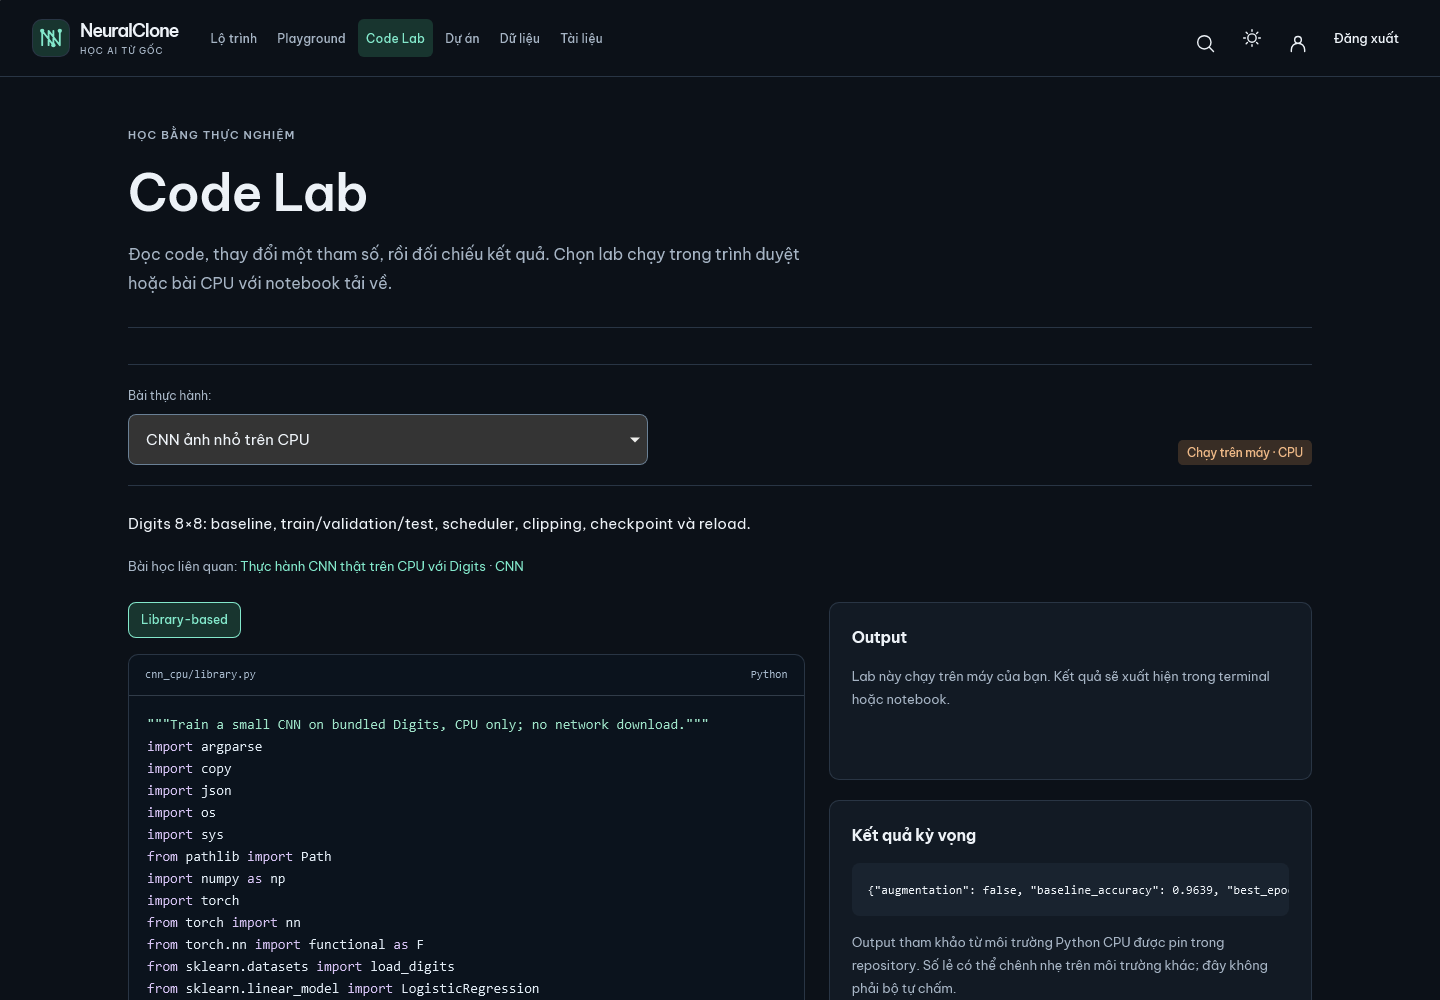 NeuralClone
HỌC AI TỪ GỐC
Lộ trình
Playground
Code Lab
Dự án
Dữ liệu
Tài liệu
Đăng xuất
HỌC BẰNG THỰC NGHIỆM
Code Lab
Đọc code, thay đổi một tham số, rồi đối chiếu kết quả. Chọn lab chạy trong trình duyệt
hoặc bài CPU với notebook tải về.
Bài thực hành:
CNN ảnh nhỏ trên CPU
Chạy trên máy · CPU
Digits 8×8: baseline, train/validation/test, scheduler, clipping, checkpoint và reload.
Bài học liên quan: Thực hành CNN thật trên CPU với Digits · CNN
Library-based
cnn_cpu/library.py
Python
"""Train a small CNN on bundled Digits, CPU only; no network download."""
import argparse
import copy
import json
import os
import sys
from pathlib import Path
import numpy as np
import torch
from torch import nn
from torch.nn import functional as F
from sklearn.datasets import load_digits
from sklearn.linear_model import LogisticRegression
Output
Lab này chạy trên máy của bạn. Kết quả sẽ xuất hiện trong terminal
hoặc notebook.
Kết quả kỳ vọng
{"augmentation": false, "baseline_accuracy": 0.9639, "best_epo
Output tham khảo từ môi trường Python CPU được pin trong
repository. Số lẻ có thể chênh nhẹ trên môi trường khác; đây không
phải bộ tự chấm.